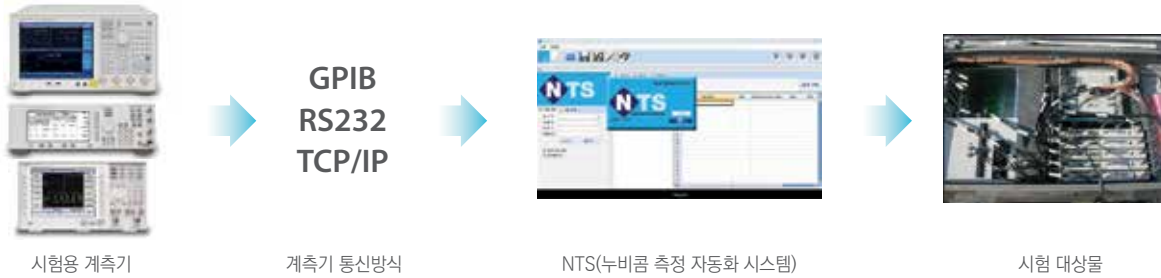 GPIB
RS232
TCP/IP
NTS
NTS
시험용 계측기
계측기 통신방식
NTS(누비콤 측정 자동화 시스템)
시험 대상물